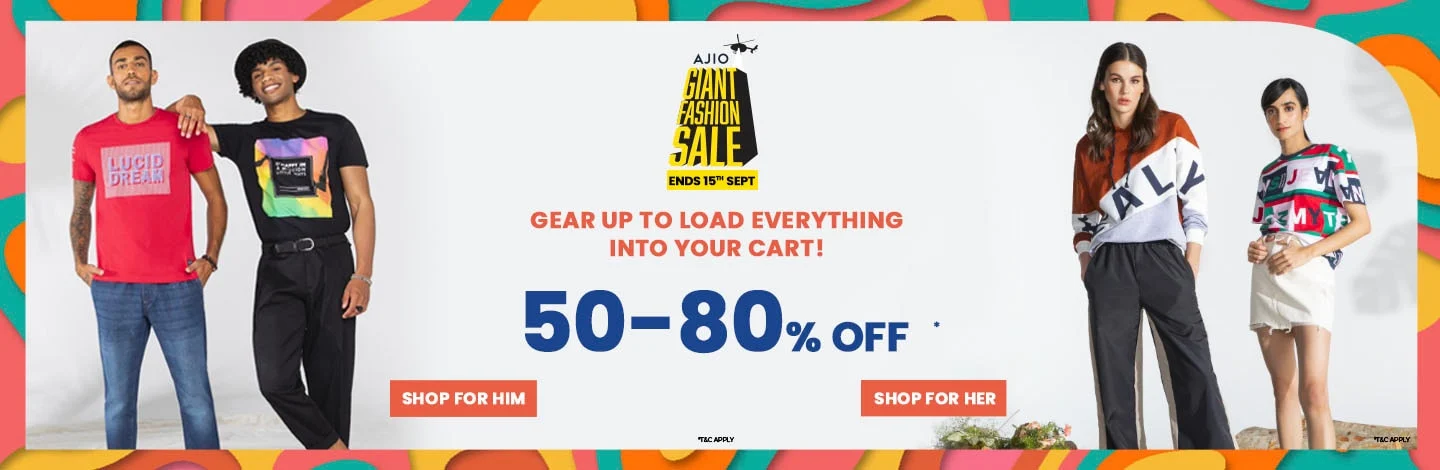 AJIO
GIANT
FASHION
SALE
ENDS 15TH SEPT
GEAR UP TO LOAD EVERYTHING
INTO YOUR CART!
50-80% OFF *
SHOP FOR HIM
SHOP FOR HER
*T&C APPLY
*T&C APPLY
LUCID
DREAM
ALY